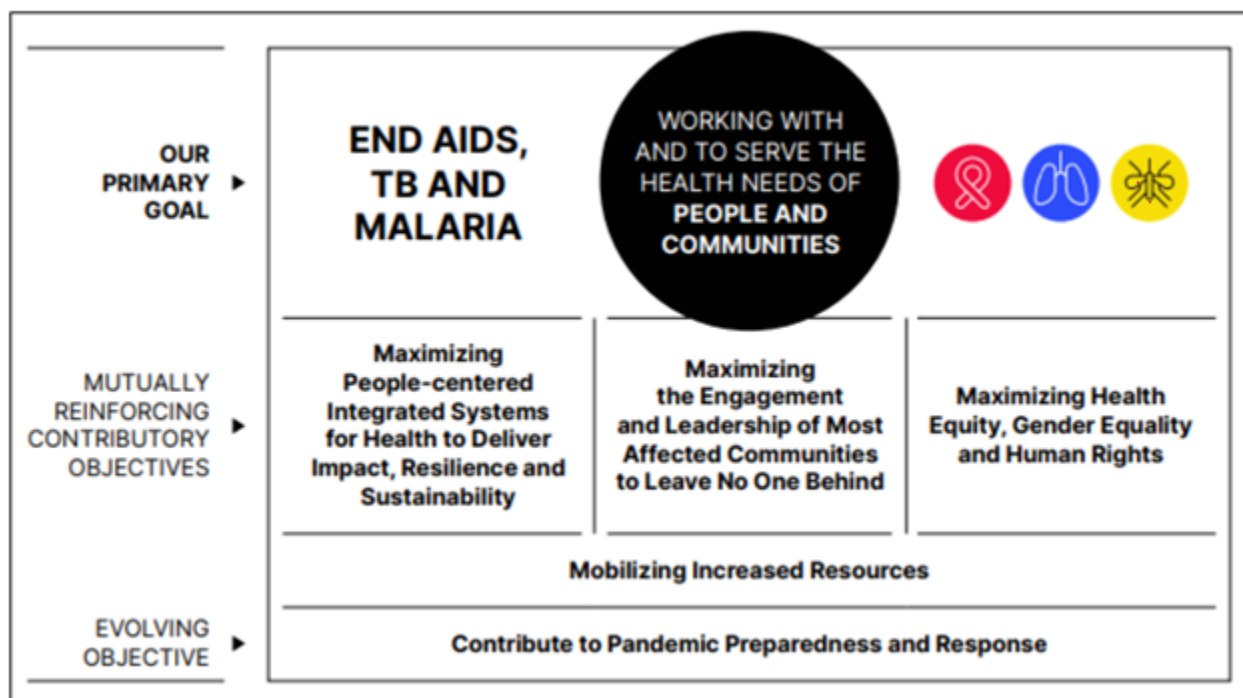 OUR
PRIMARY
GOAL
END AIDS,
TB AND
MALARIA
WORKING WITH
AND TO SERVE THE
HEALTH NEEDS OF
PEOPLE AND
COMMUNITIES
MUTUALLY
REINFORCING
CONTRIBUTORY
OBJECTIVES
Maximizing
People-centered
Integrated Systems
for Health to Deliver
Impact, Resilience and
Sustainability
Maximizing
the Engagement
and Leadership of Most
Affected Communities
to Leave No One Behind
Maximizing Health
Equity, Gender Equality
and Human Rights
Mobilizing Increased Resources
EVOLVING
OBJECTIVE
Contribute to Pandemic Preparedness and Response